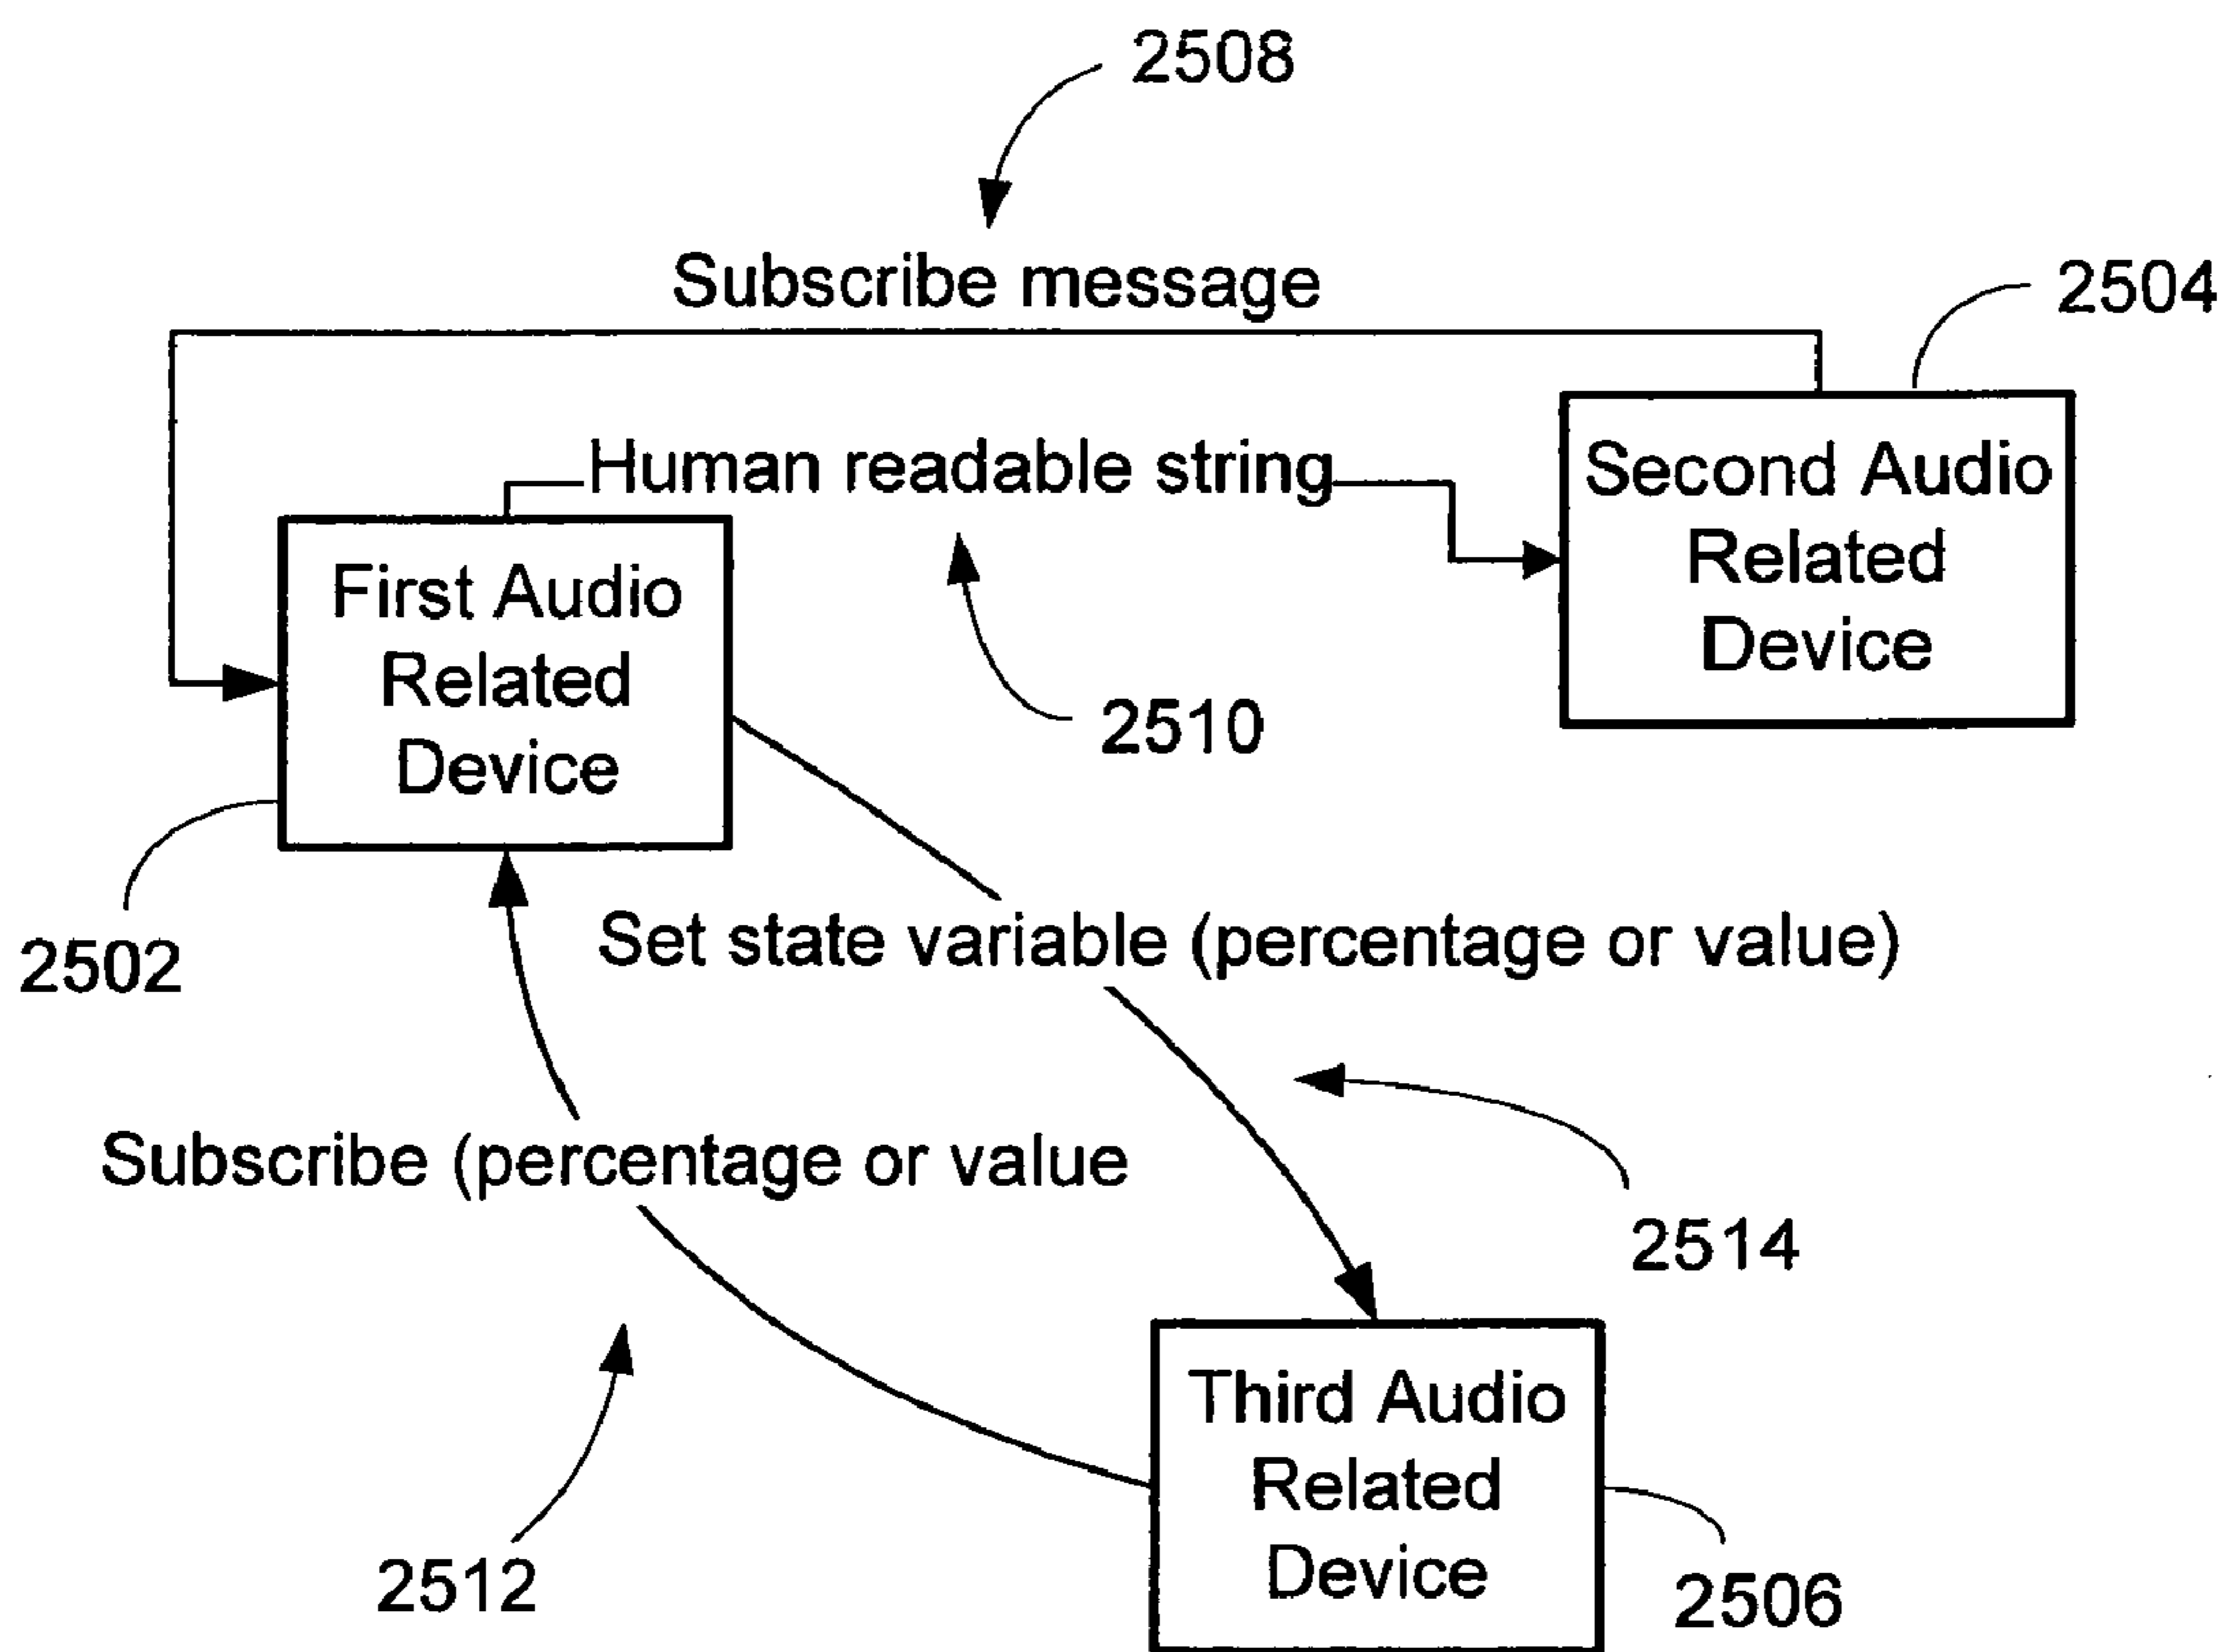 2508
Subscribe message
2504
Human readable string
Second Audio
Related
Device
First Audio
Related
Device
2510
2502
Set state variable (percentage or value)
Subscribe (percentage or value
2514
Third Audio
Related
Device
2512
2506